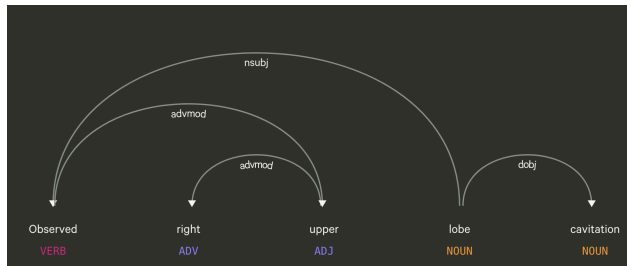 nsubj
advmod
advmod dobj
Observed right upper lobe cavitation
VERB ADV ADJ NOUN NOUN